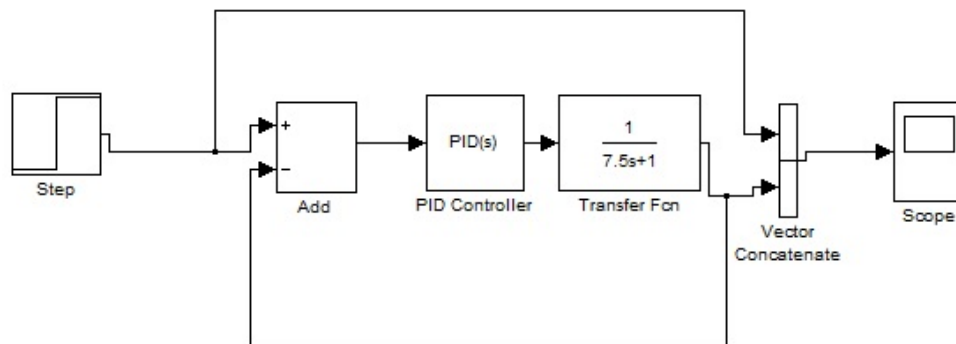 Step
+
−
Add
PID(s)
PID Controller
1
7.5s+1
Transfer Fcn
Vector
Concatenate
Scope